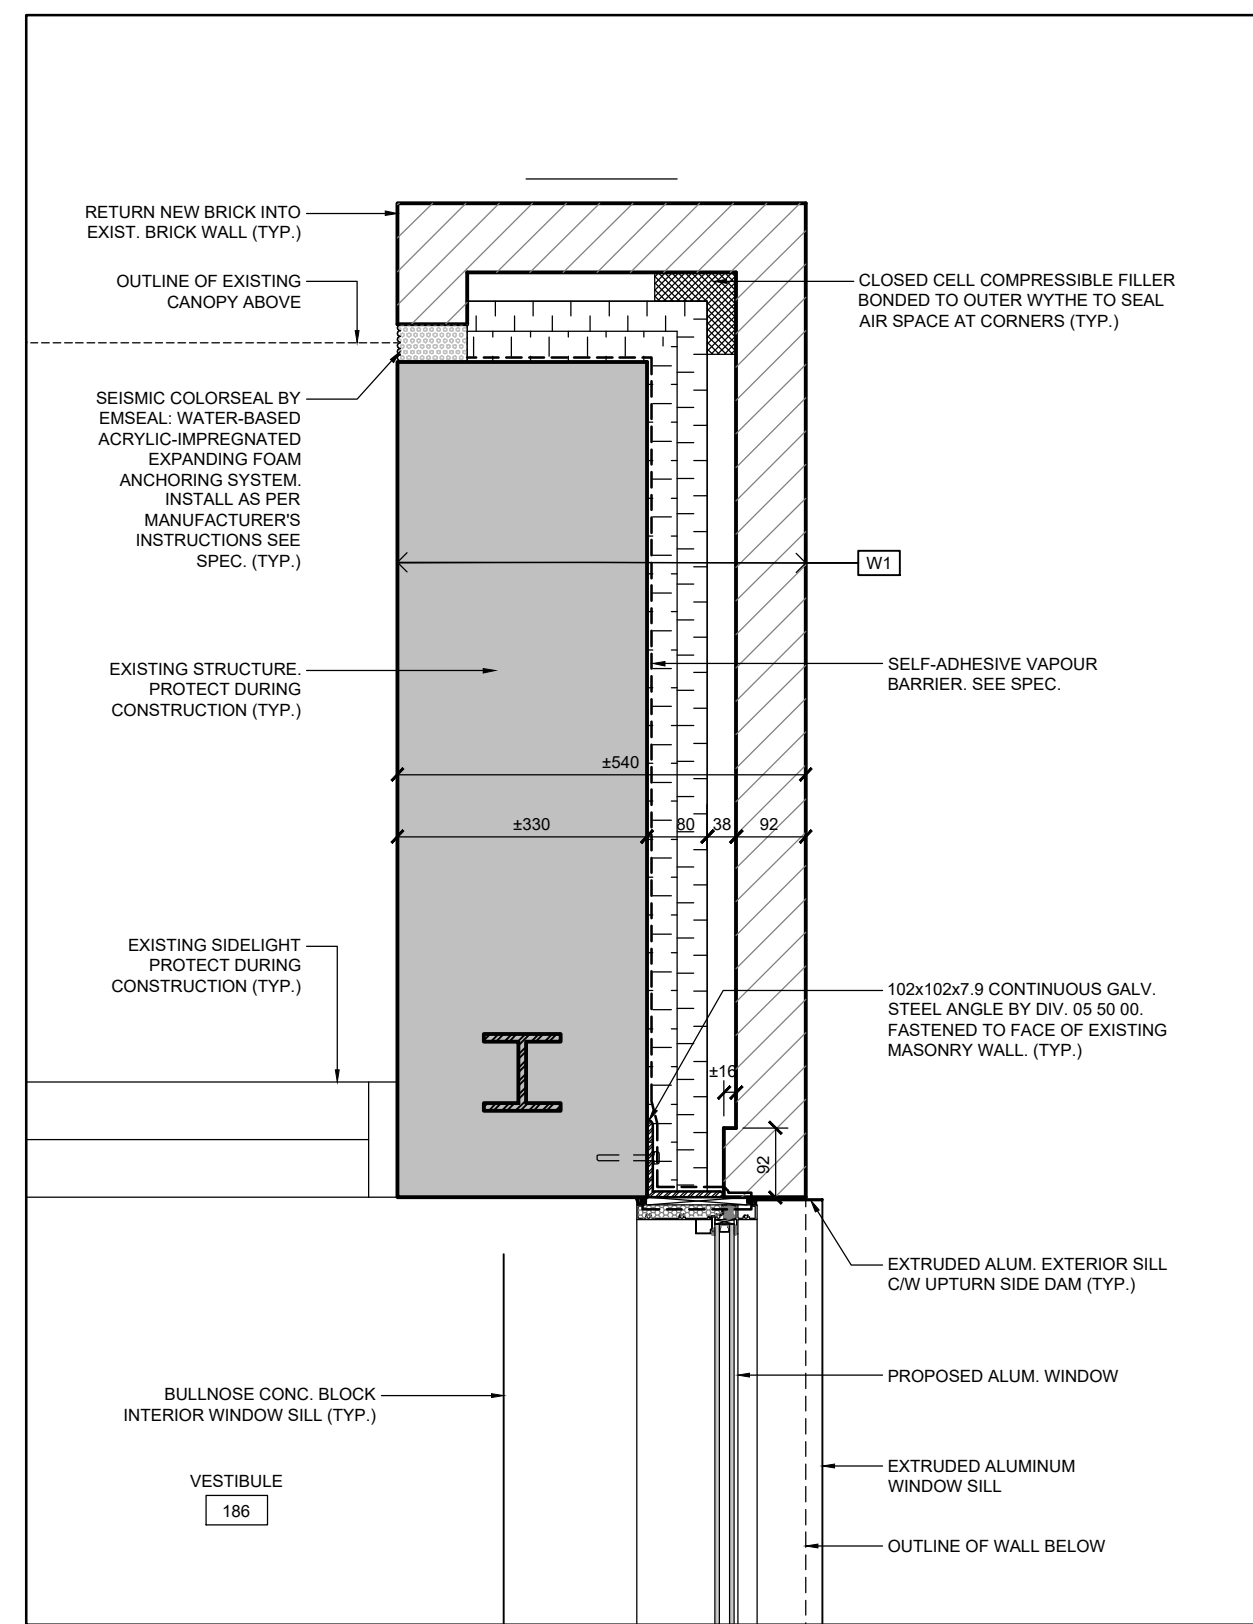 RETURN NEW BRICK INTO
EXIST. BRICK WALL (TYP.)
OUTLINE OF EXISTING
CANOPY ABOVE
CLOSED CELL COMPRESSIBLE FILLER
BONDED TO OUTER WYTHE TO SEAL
AIR SPACE AT CORNERS (TYP.)
SEISMIC COLORSEAL BY
EMSEAL: WATER-BASED
ACRYLIC-IMPREGNATED
EXPANDING FOAM
ANCHORING SYSTEM.
INSTALL AS PER
MANUFACTURER'S
INSTRUCTIONS SEE
SPEC. (TYP.)
W1
EXISTING STRUCTURE.
PROTECT DURING
CONSTRUCTION (TYP.)
SELF-ADHESIVE VAPOUR
BARRIER. SEE SPEC.
±540
±330
80
38
92
EXISTING SIDELIGHT
PROTECT DURING
CONSTRUCTION (TYP.)
102x102x7.9 CONTINUOUS GALV.
STEEL ANGLE BY DIV. 05 50 00.
FASTENED TO FACE OF EXISTING
MASONRY WALL. (TYP.)
±16
92
EXTRUDED ALUM. EXTERIOR SILL
C/W UPTURN SIDE DAM (TYP.)
PROPOSED ALUM. WINDOW
BULLNOSE CONC. BLOCK
INTERIOR WINDOW SILL (TYP.)
EXTRUDED ALUMINUM
WINDOW SILL
VESTIBULE
186
OUTLINE OF WALL BELOW